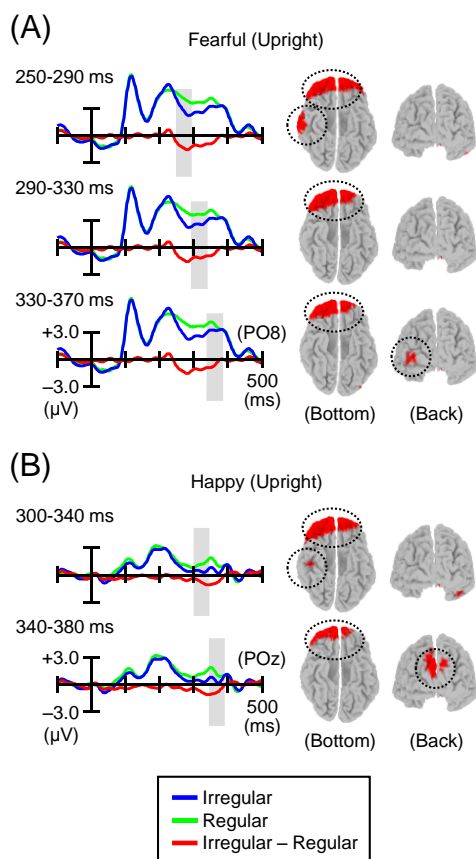 (A)
Fearful (Upright)
250-290 ms
290-330 ms
330-370 ms
+3.0
(PO8)
−3.0
500
(µV)
(ms)
(Bottom)
(Back)
(B)
Happy (Upright)
300-340 ms
340-380 ms
+3.0
(POz)
−3.0
500
(µV)
(ms)
(Bottom)
(Back)
Irregular
Regular
Irregular – Regular